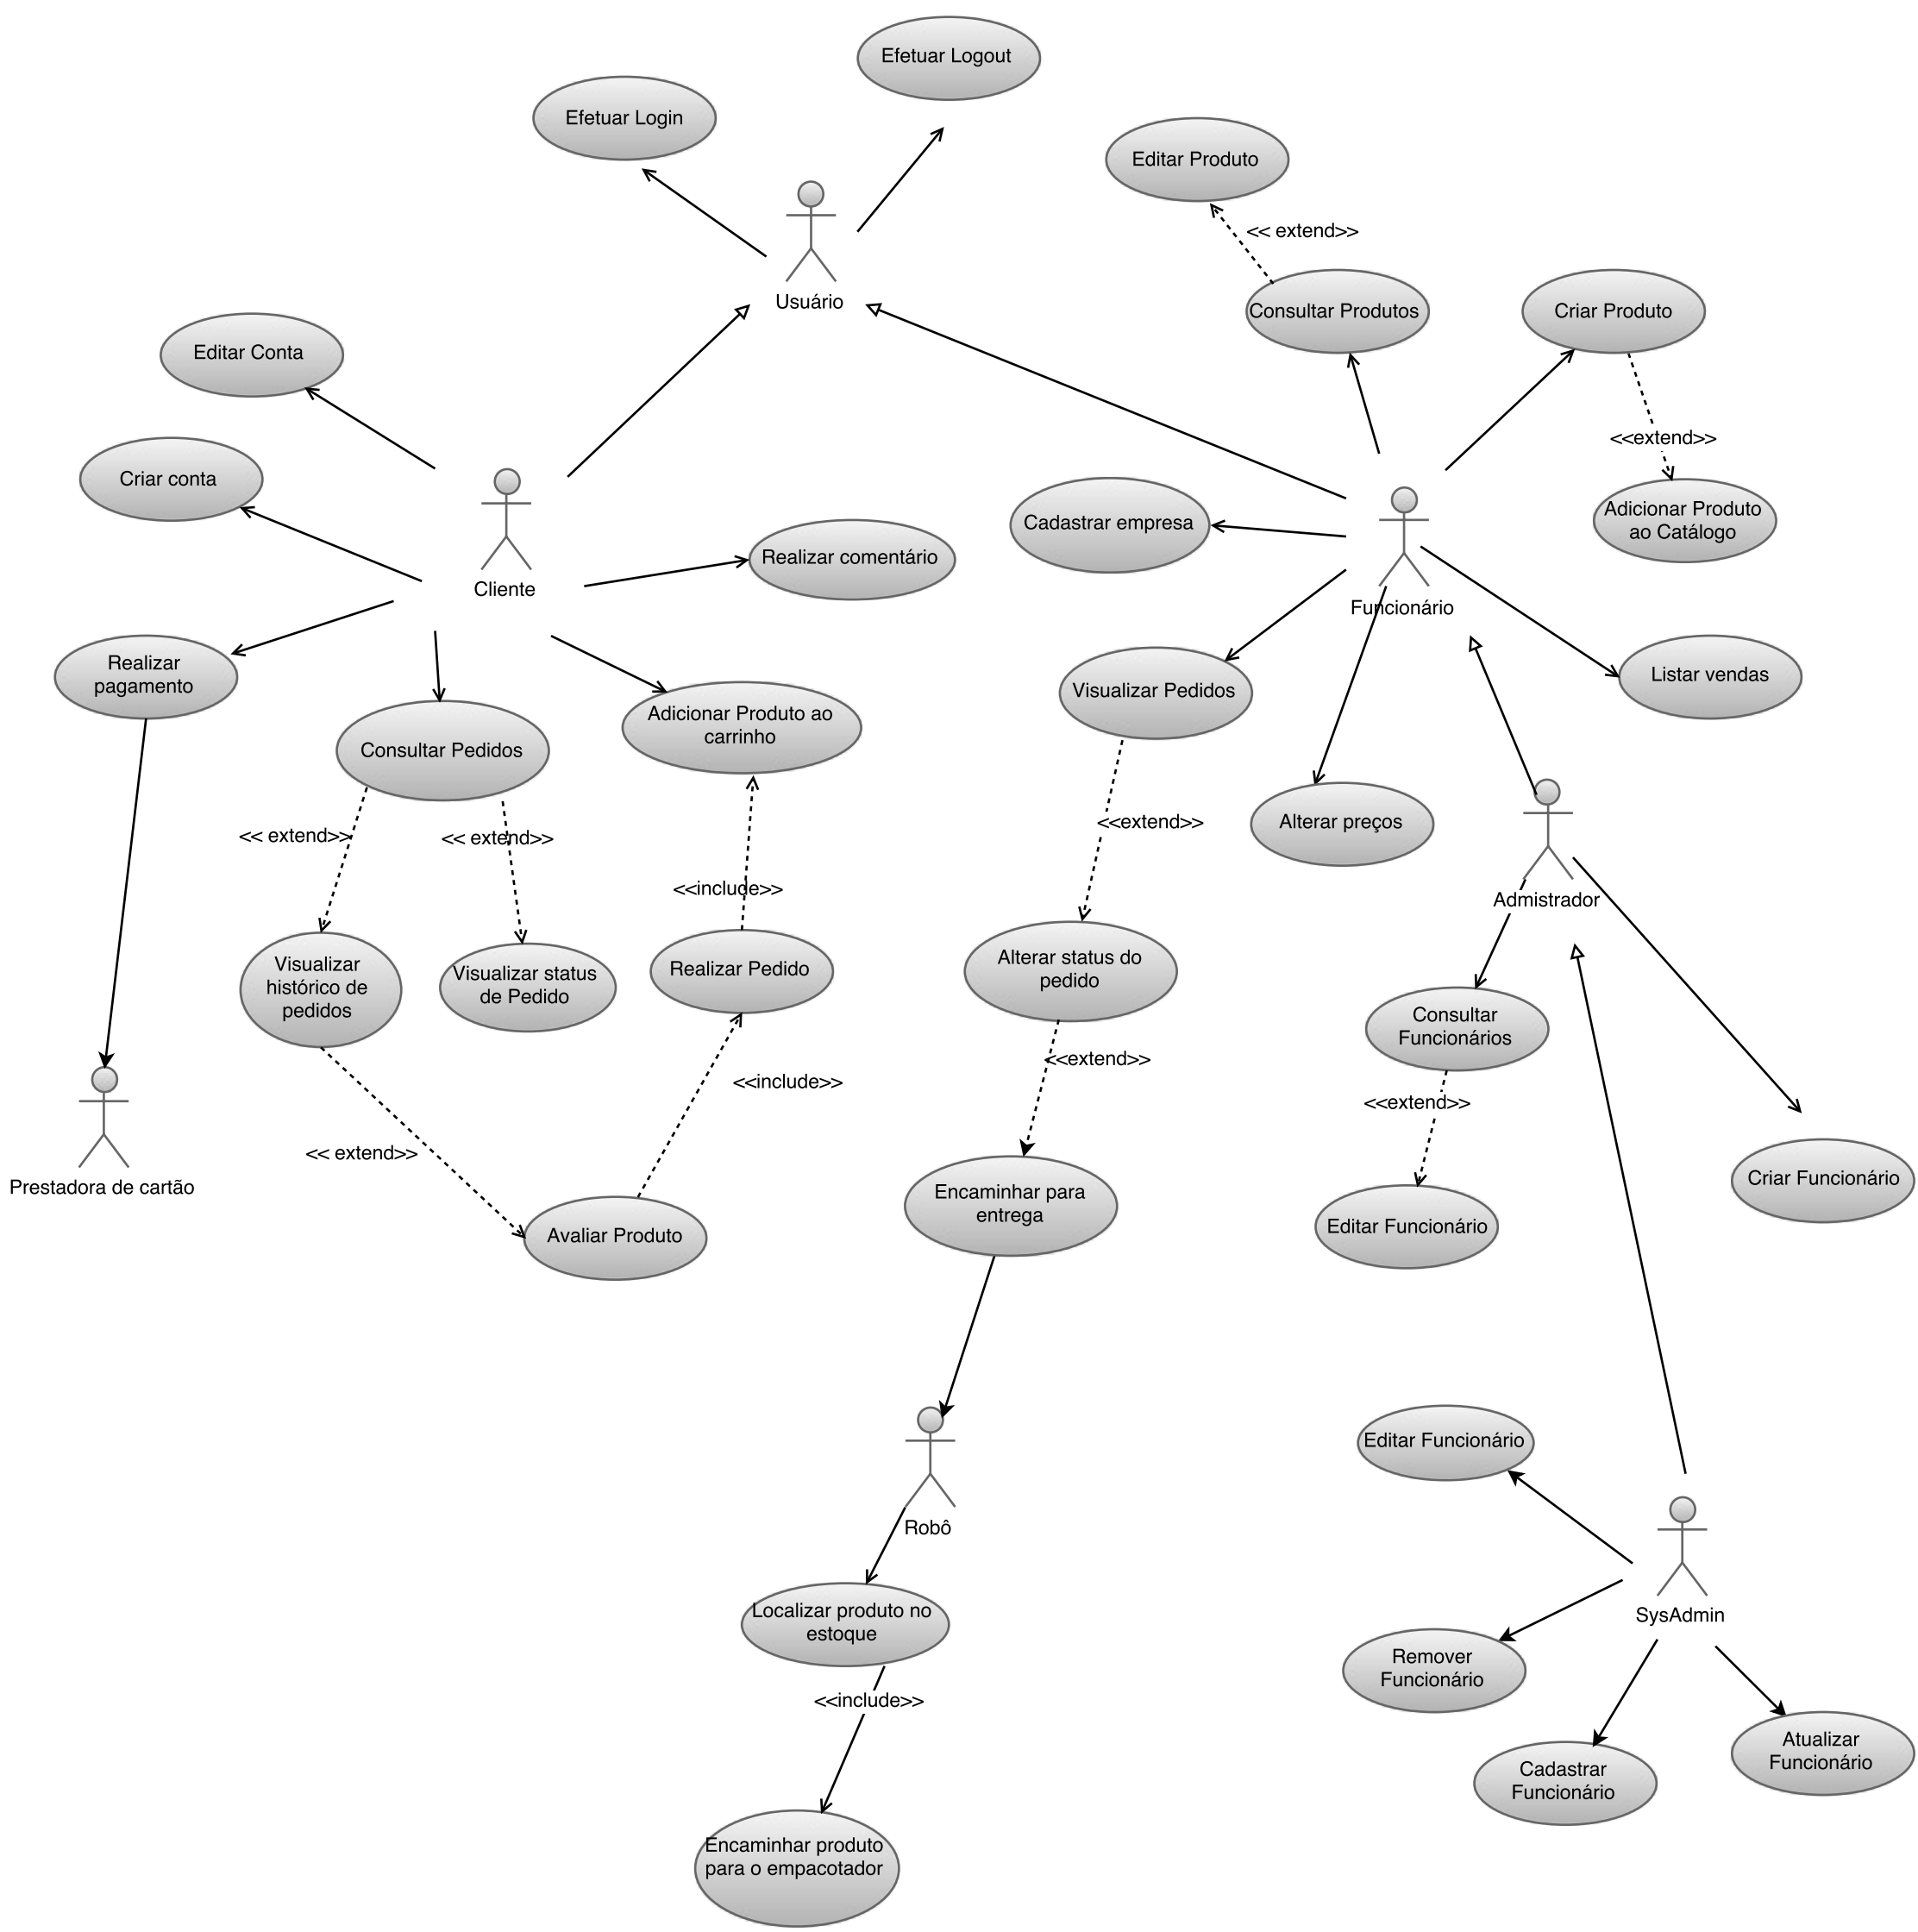 Efetuar Logout
Efetuar Login
Editar Produto
<< extend>>
Usuário
Consultar Produtos
Criar Produto
Editar Conta
<<extend>>
Criar conta
Adicionar Produto
ao Catálogo
Cadastrar empresa
Realizar comentário
Cliente
Funcionário
Realizar
pagamento
Listar vendas
Visualizar Pedidos
Adicionar Produto ao
carrinho
Consultar Pedidos
<<extend>>
Alterar preços
<< extend>>
<< extend>>
<<include>>
Admistrador
Visualizar
histórico de
pedidos
Visualizar status
de Pedido
Realizar Pedido
Alterar status do
pedido
Consultar
Funcionários
<<extend>>
<<include>>
<<extend>>
<< extend>>
Prestadora de cartão
Criar Funcionário
Encaminhar para
entrega
Editar Funcionário
Avaliar Produto
Editar Funcionário
Robô
Localizar produto no
estoque
SysAdmin
Remover
Funcionário
<<include>>
Atualizar
Funcionário
Cadastrar
Funcionário
Encaminhar produto
para o empacotador